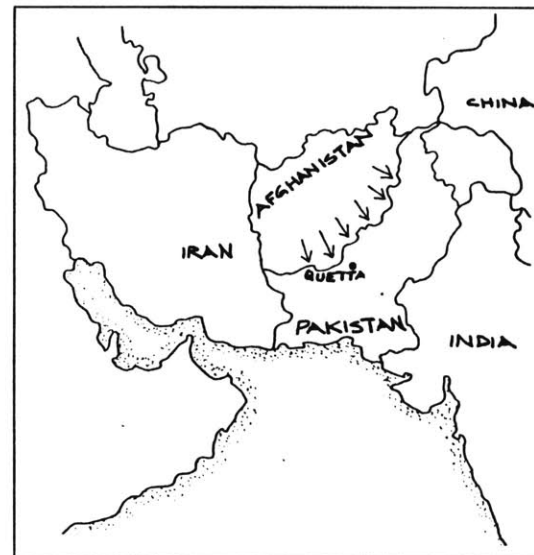 CHINA
AFGHANISTAN
IRAN
QUETTA
PAKISTAN
INDIA